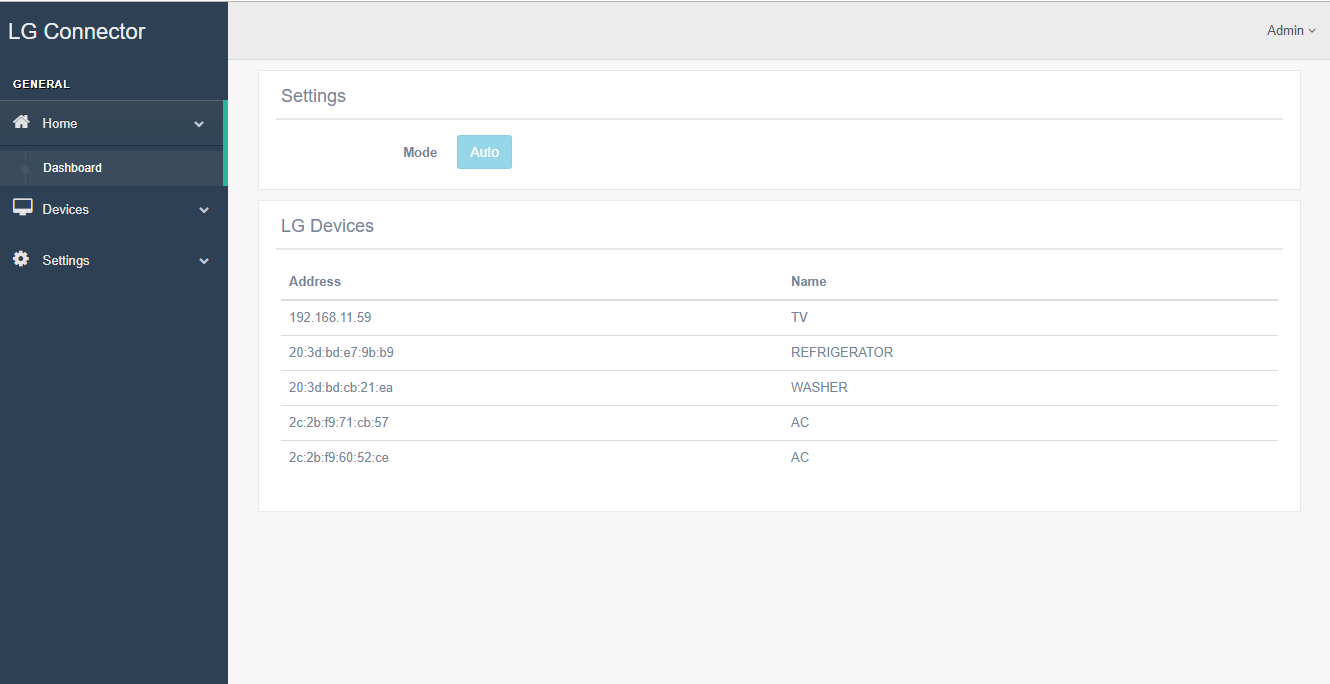 LG Connector
Admin
GENERAL
Home
Dashboard
Devices
Settings
Settings
Mode Auto
LG Devices
Address Name
192.168.11.59 TV
20:3d:bd:e7:9b:b9 REFRIGERATOR
20:3d:bd:cb:21:ea WASHER
2c:2b:f9:71:cb:57 AC
2c:2b:f9:60:52:ce AC